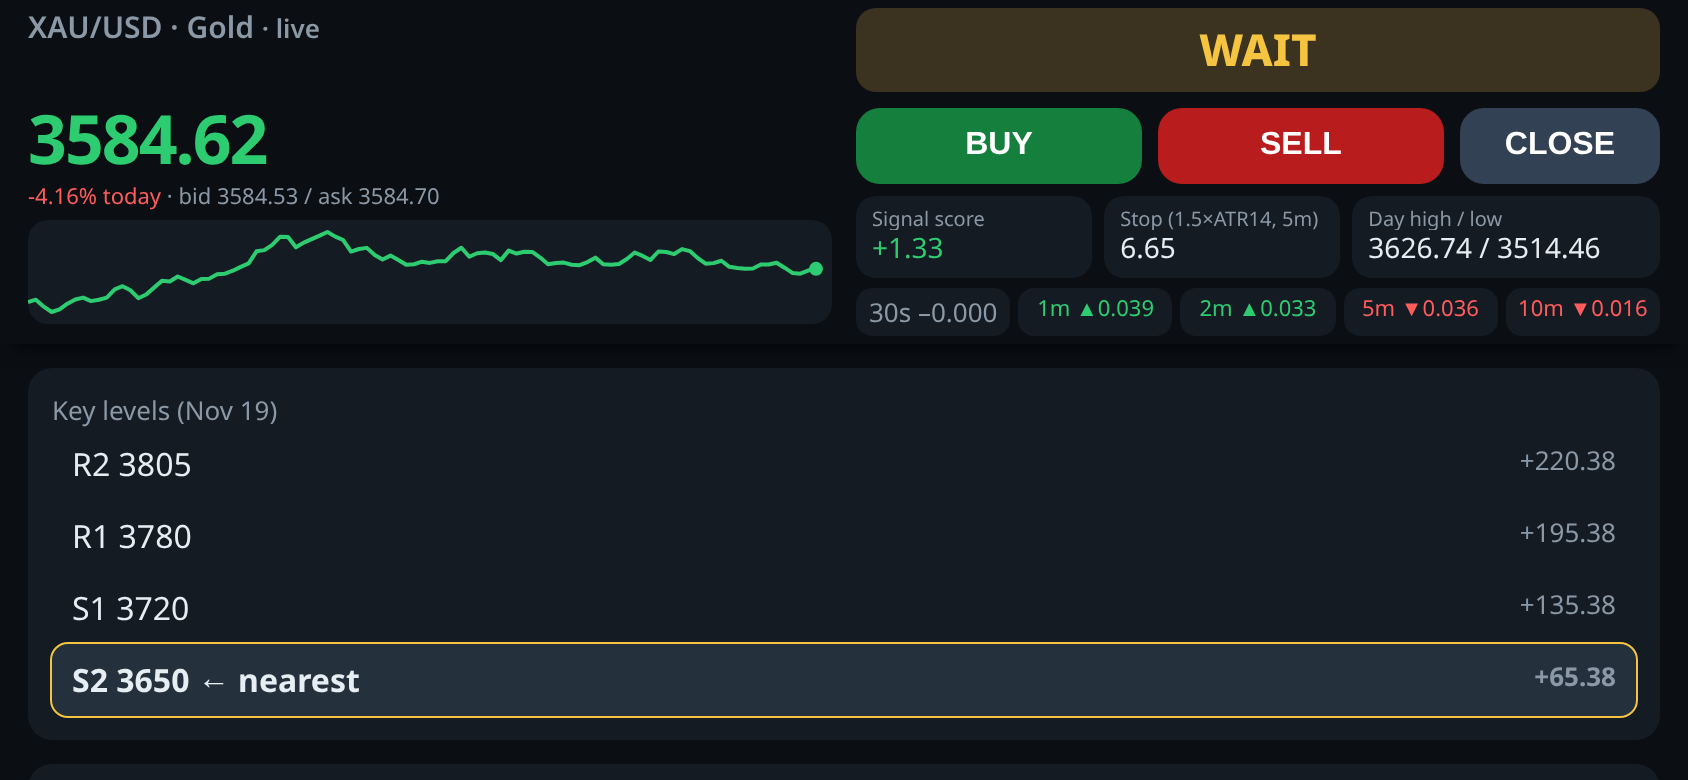 XAU/USD · Gold · live
3584.62
-4.16% today · bid 3584.53 / ask 3584.70
WAIT
BUY
SELL
CLOSE
Signal score
+1.33
Stop (1.5×ATR14, 5m)
6.65
Day high / low
3626.74 / 3514.46
30s –0.000
1m ▲0.039
2m ▲0.033
5m ▼0.036
10m ▼0.016
Key levels (Nov 19)
R2 3805 +220.38
R1 3780 +195.38
S1 3720 +135.38
S2 3650 ← nearest +65.38